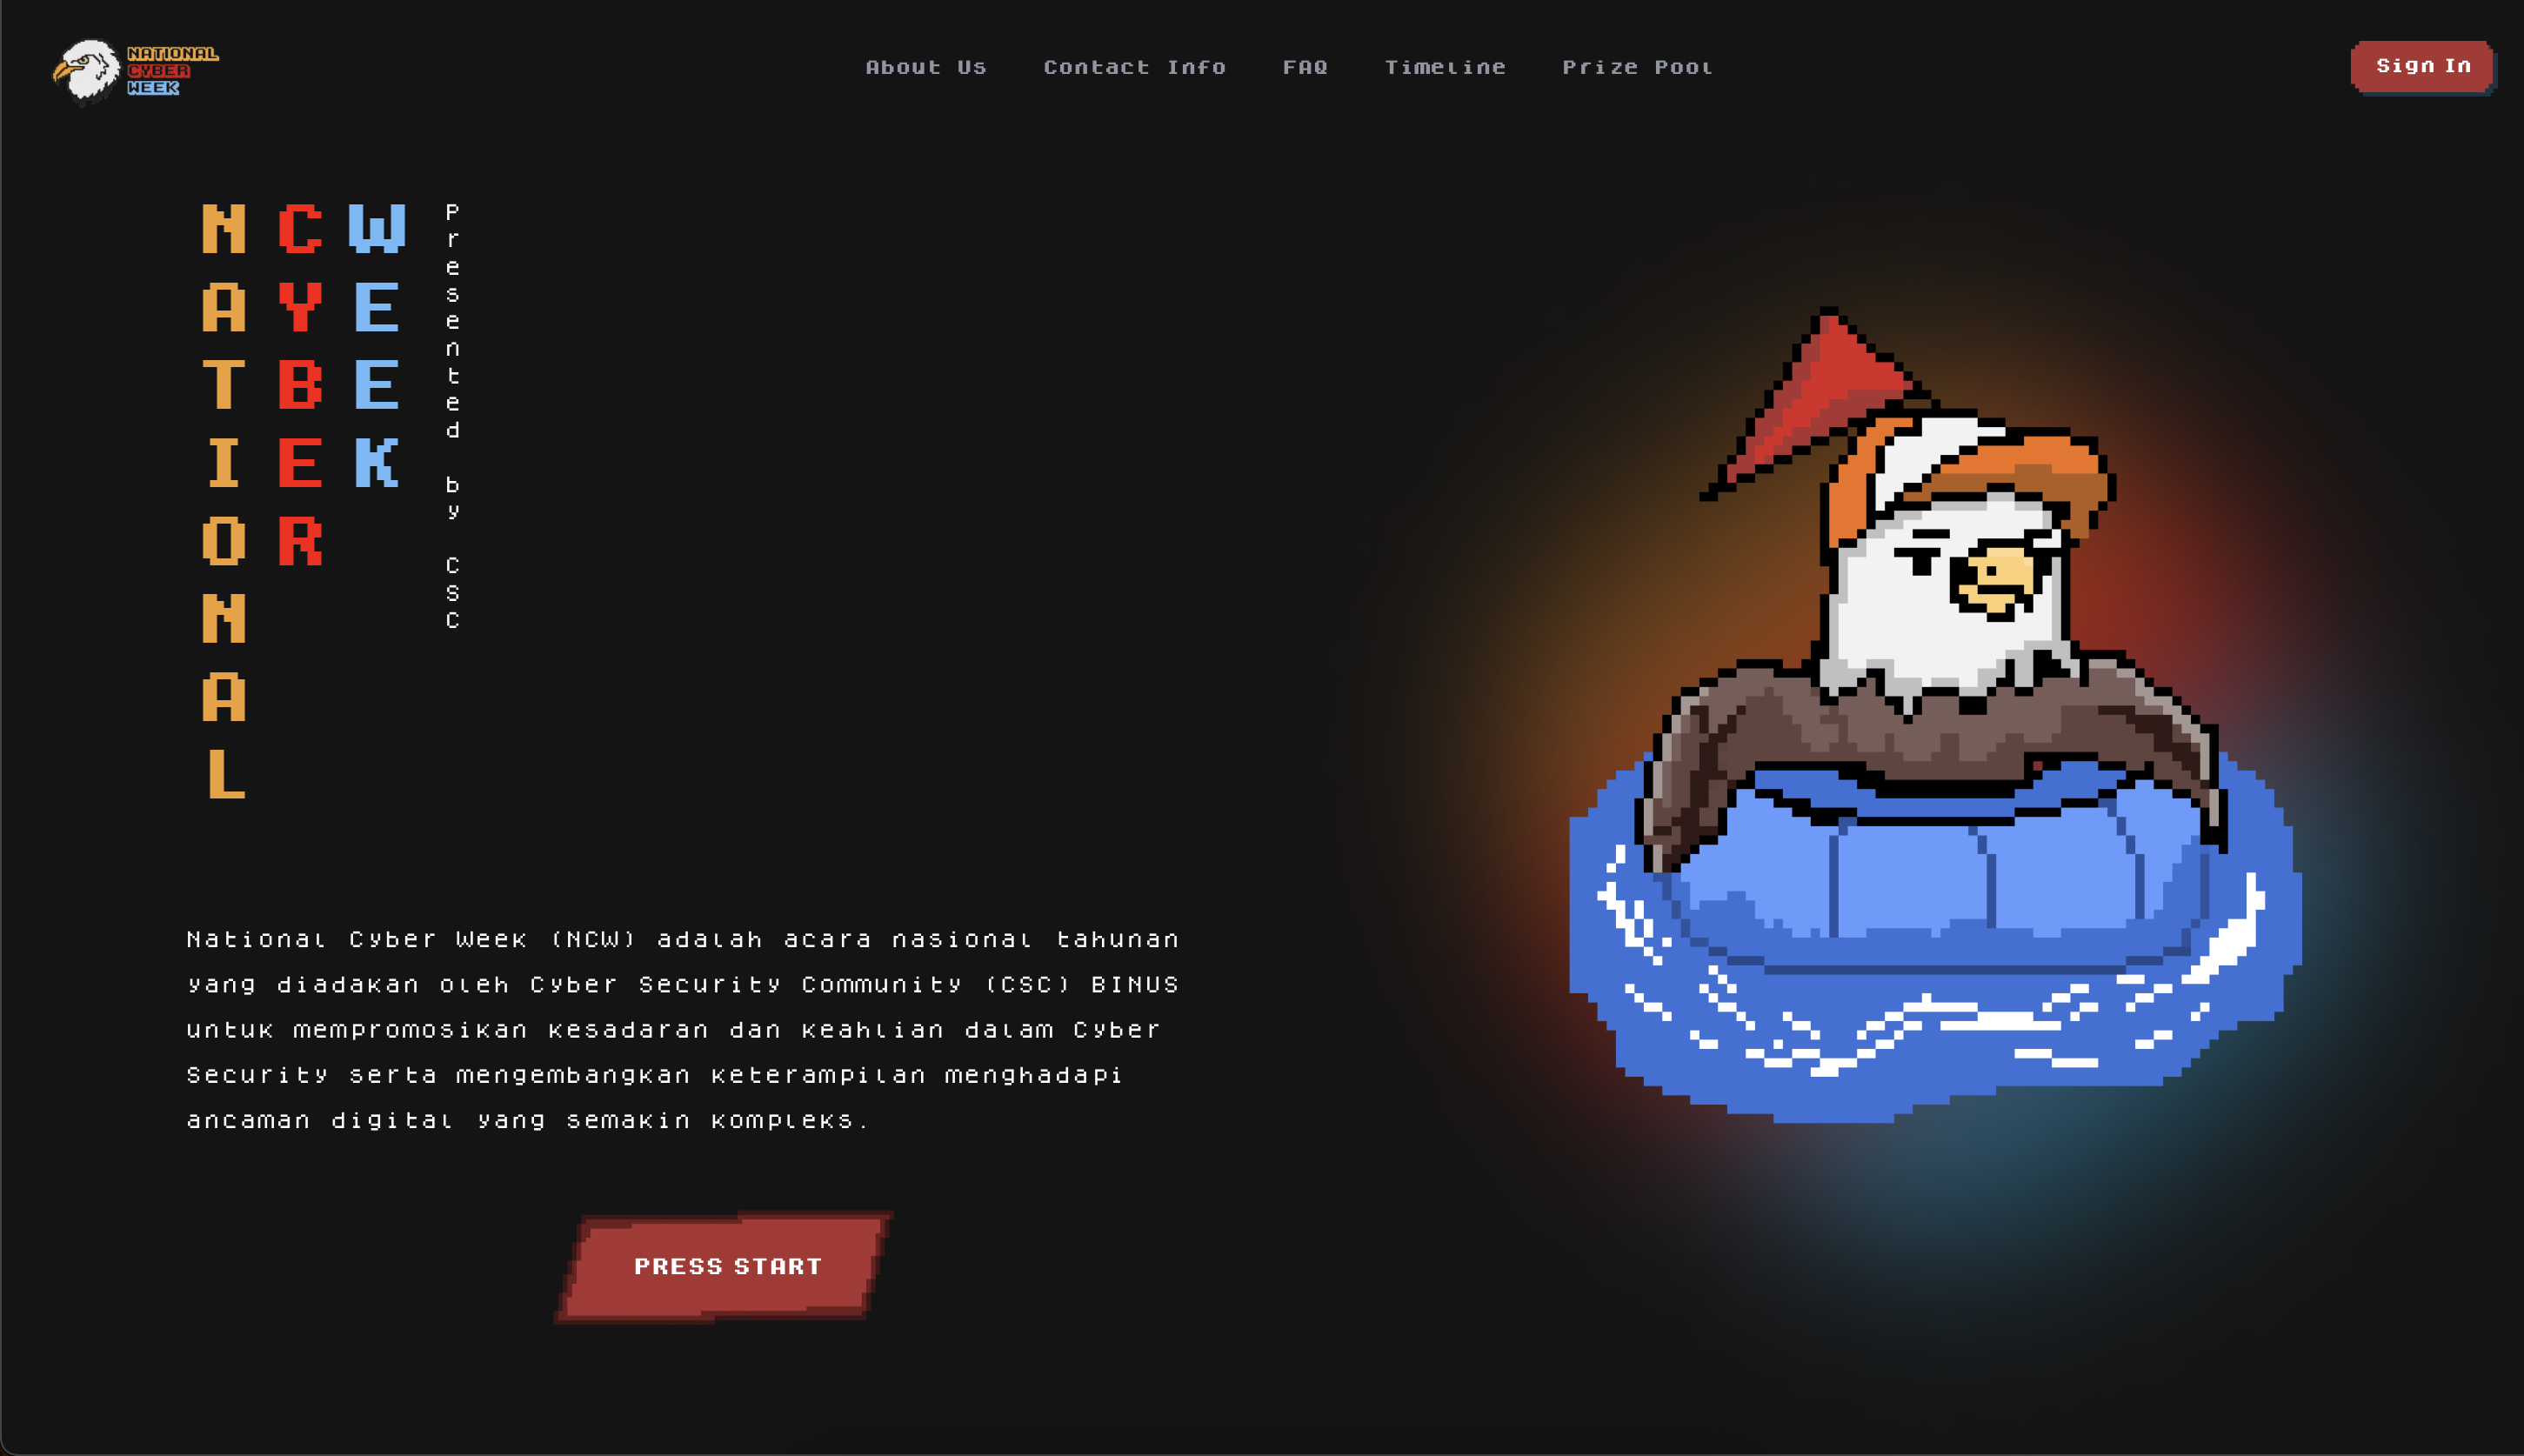 NATIONAL
CYBER
WEEK
About Us
Contact Info
FAQ
Timeline
Prize Pool
Sign In
NATIONAL
CYBER
WEEK
Presented by CSC
National Cyber Week (NCW) adalah acara nasional tahunan
yang diadakan oleh Cyber Security Community (CSC) BINUS
untuk mempromosikan kesadaran dan keahlian dalam Cyber
Security serta mengembangkan keterampilan menghadapi
ancaman digital yang semakin kompleks.
PRESS START